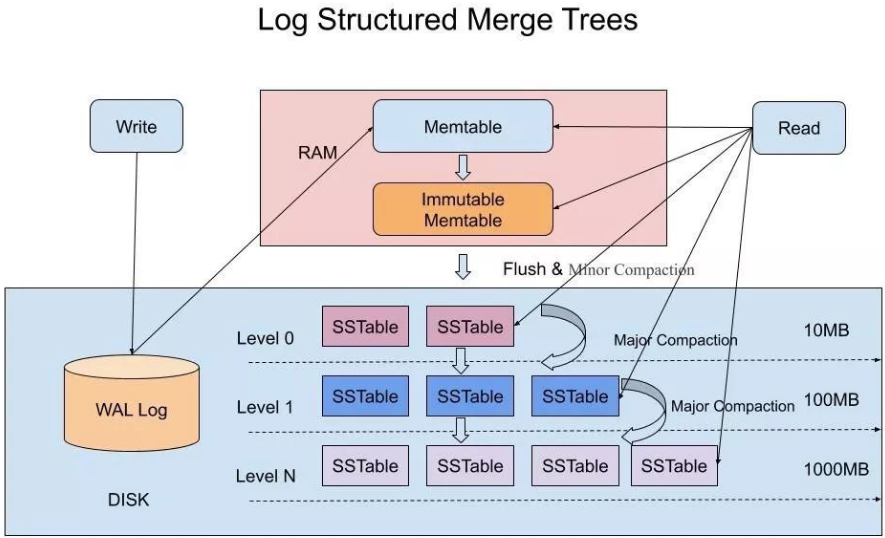 Log Structured Merge Trees
Write
Memtable
Read
RAM
Immutable
Memtable
Flush & Minor Compaction
Level 0
SSTable
SSTable
Major Compaction
10MB
WAL Log
Level 1
SSTable
SSTable
SSTable
Major Compaction
100MB
Level N
SSTable
SSTable
SSTable
SSTable
1000MB
DISK